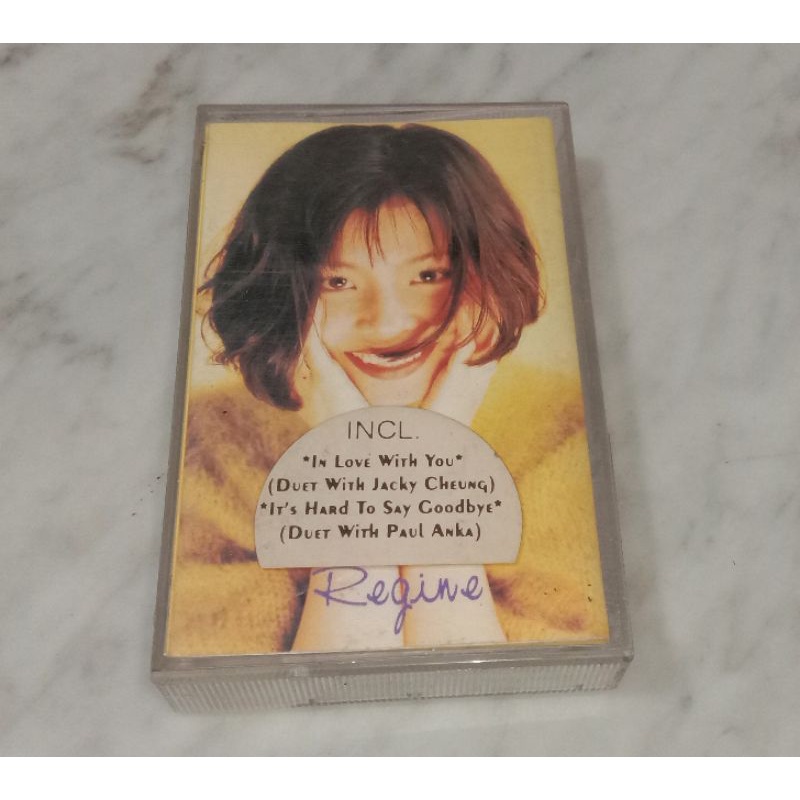 INCL.
*In Love With You*
(Duet With Jacky Cheung)
*It's Hard To Say Goodbye*
(Duet With Paul Anka)
Regine